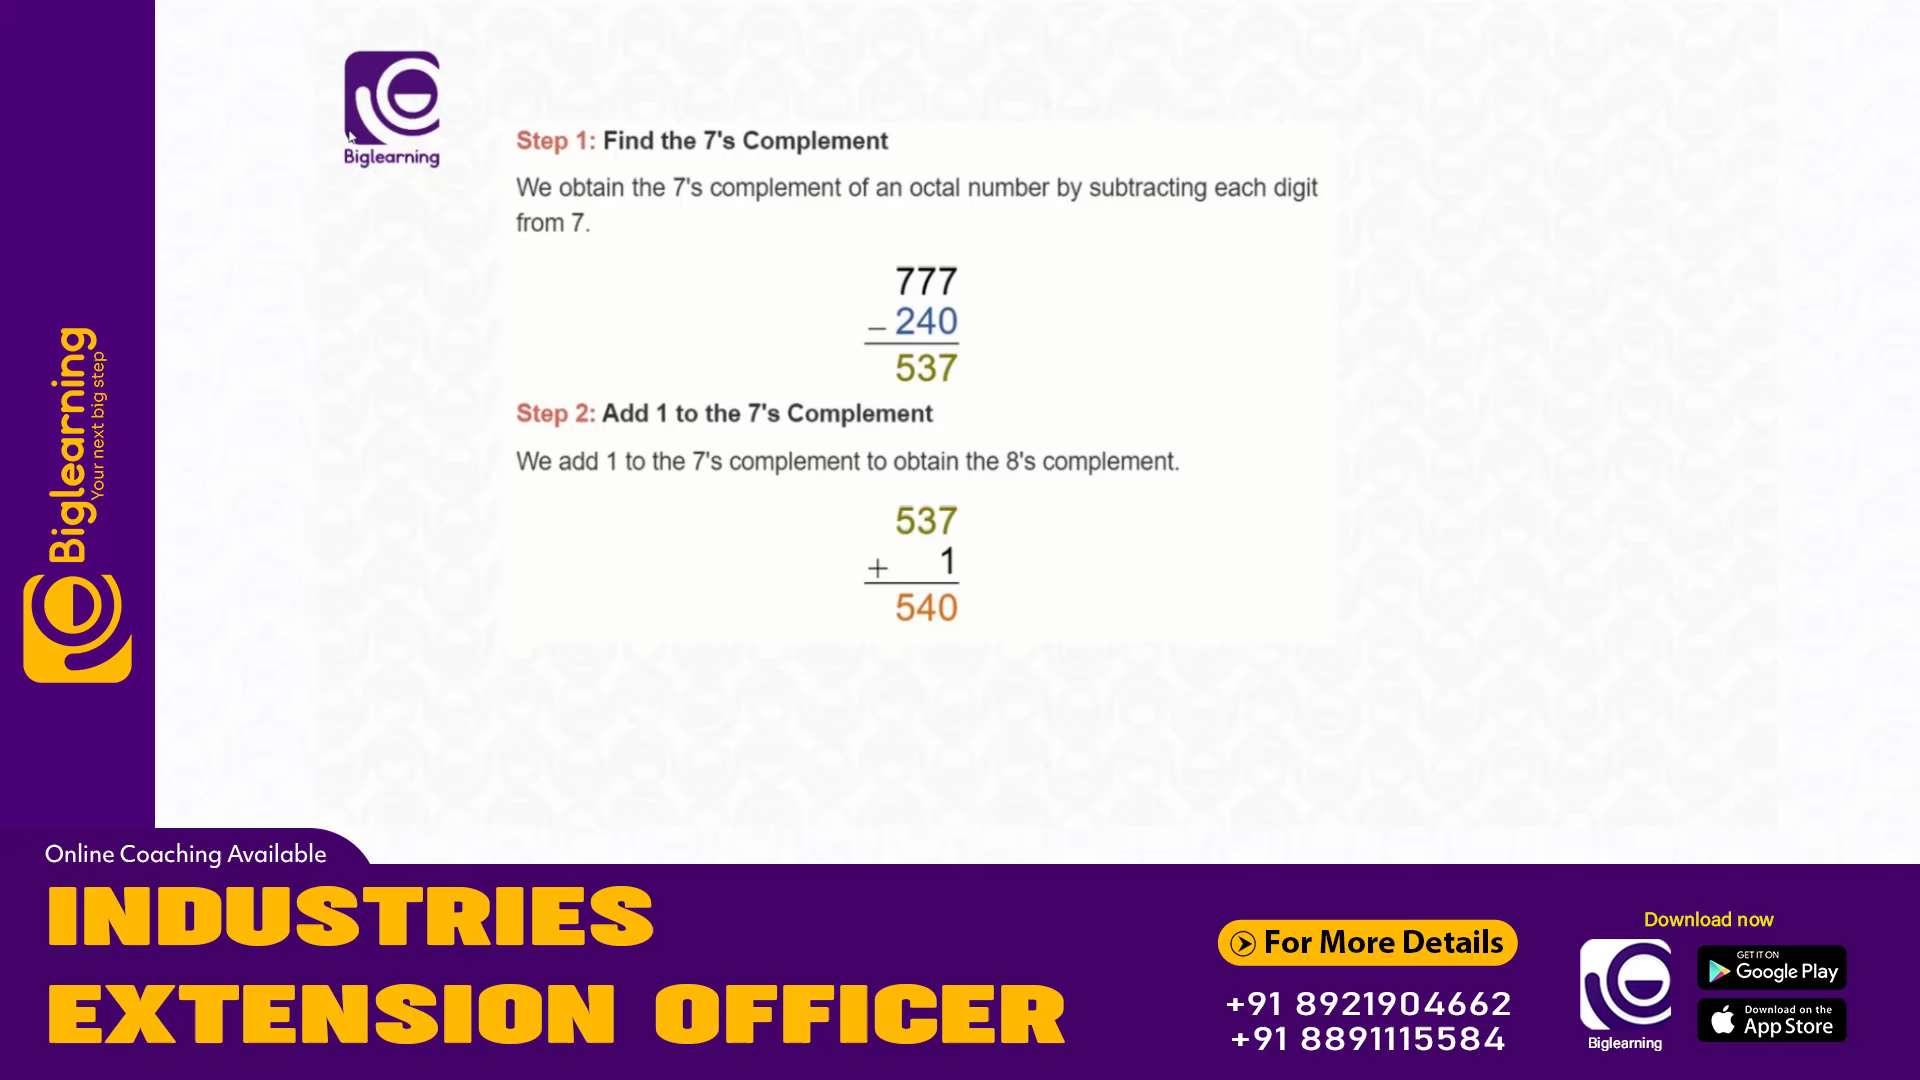 Biglearning
Step 1: Find the 7's Complement
We obtain the 7's complement of an octal number by subtracting each digit
from 7.
777
– 240
537
Step 2: Add 1 to the 7's Complement
We add 1 to the 7's complement to obtain the 8's complement.
537
+ 1
540
Biglearning
Your next big step
Online Coaching Available
INDUSTRIES
EXTENSION OFFICER
For More Details
+91 8921904662
+91 8891115584
Download now
Biglearning
GET IT ON
Google Play
Download on the
App Store